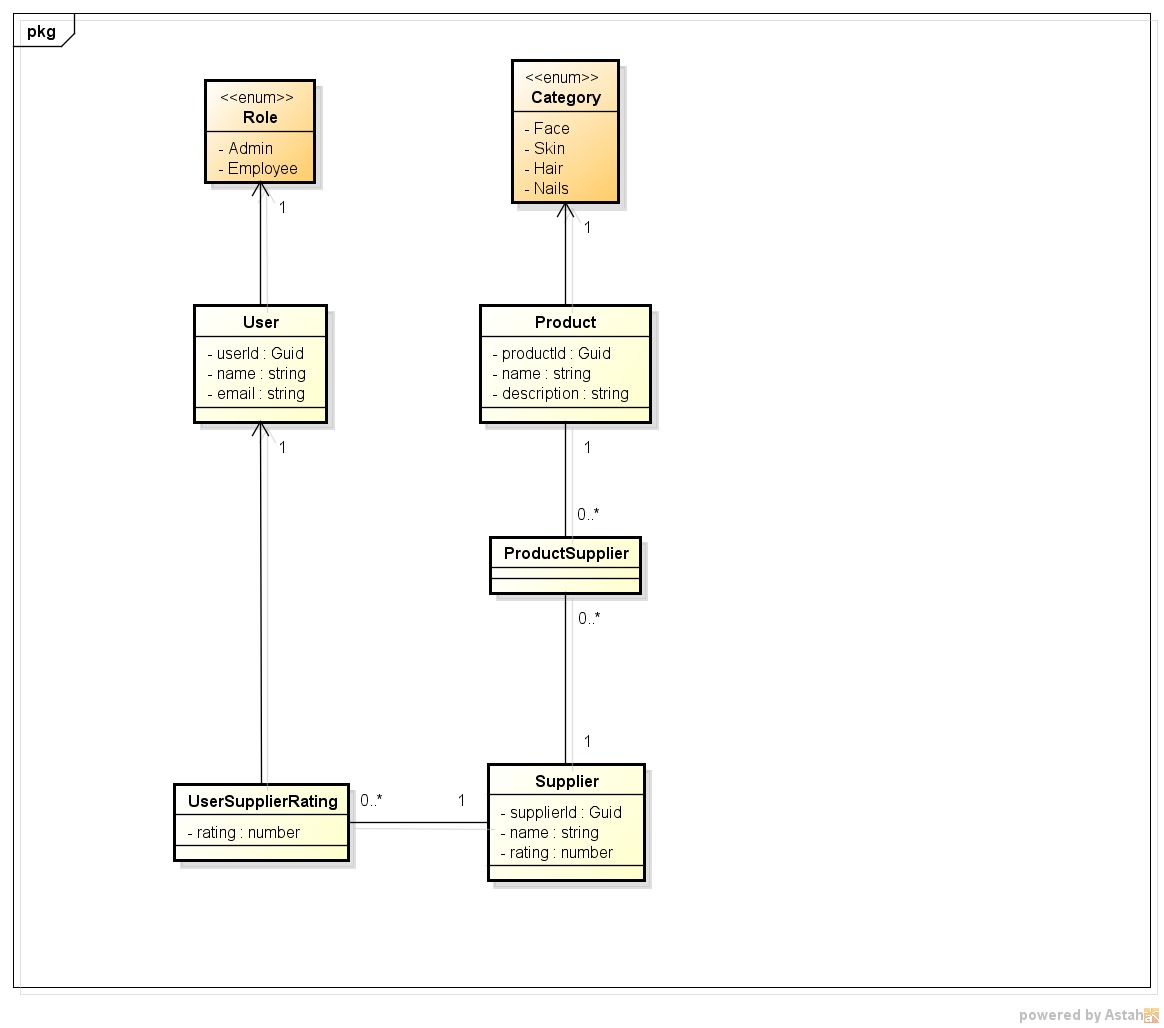 pkg
<<enum>>
Role
- Admin
- Employee
1
<<enum>>
Category
- Face
- Skin
- Hair
- Nails
1
User
- userId : Guid
- name : string
- email : string
1
Product
- productId : Guid
- name : string
- description : string
1
0..*
ProductSupplier
0..*
1
UserSupplierRating
- rating : number
0..*
1
Supplier
- supplierId : Guid
- name : string
- rating : number
powered by Astah